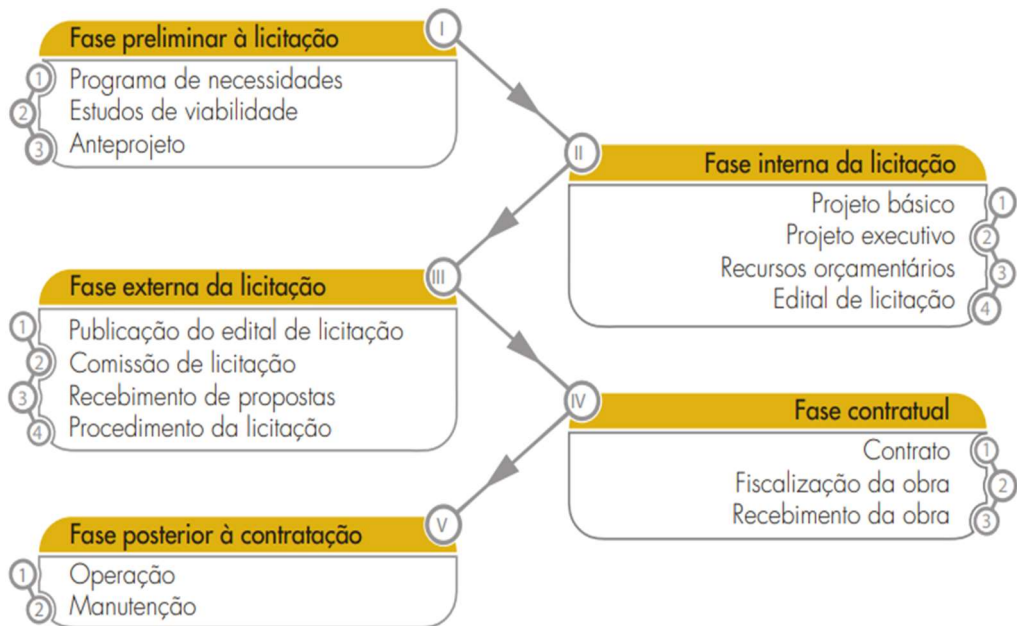 I
Fase preliminar à licitação
1 Programa de necessidades
2 Estudos de viabilidade
3 Anteprojeto
II
Fase interna da licitação
Projeto básico 1
Projeto executivo 2
Recursos orçamentários 3
Edital de licitação 4
III
Fase externa da licitação
1 Publicação do edital de licitação
2 Comissão de licitação
3 Recebimento de propostas
4 Procedimento da licitação
IV
Fase contratual
Contrato 1
Fiscalização da obra 2
Recebimento da obra 3
V
Fase posterior à contratação
1 Operação
2 Manutenção